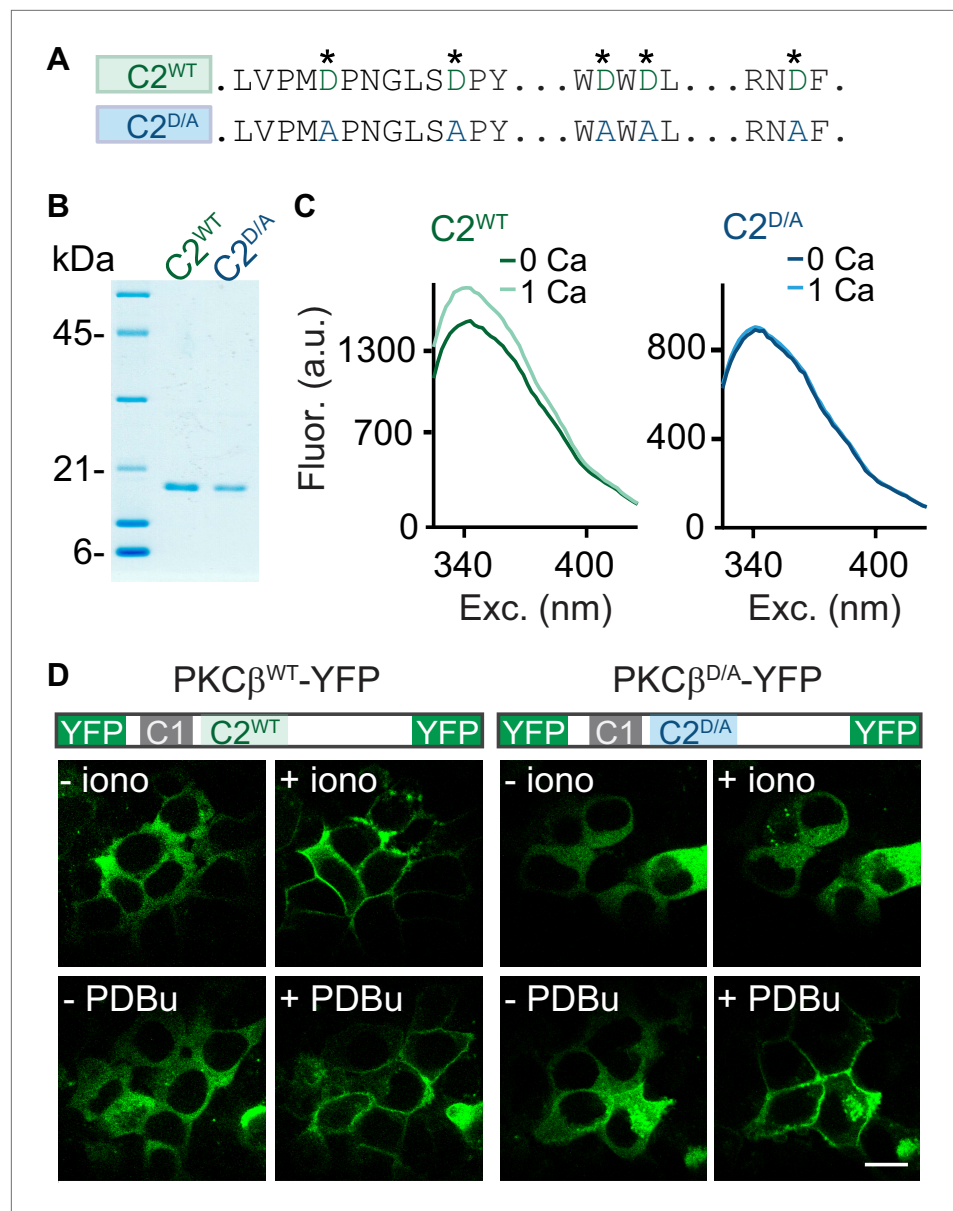 A
* * * * *
C2WT .LVPMDPNGLSDPY...WDWDL...RNDF.
C2D/A .LVPMAPNGLSAPY...WAWAL...RNAF.
B
kDa
C2WT
C2D/A
45-
21-
6-
C
C2WT
0 Ca
1 Ca
Fluor. (a.u.)
1300
700
0
340 400
Exc. (nm)
C2D/A
0 Ca
1 Ca
800
400
0
340 400
Exc. (nm)
D
PKCβWT-YFP
PKCβD/A-YFP
YFP C1 C2WT YFP
YFP C1 C2D/A YFP
- iono
+ iono
- iono
+ iono
- PDBu
+ PDBu
- PDBu
+ PDBu